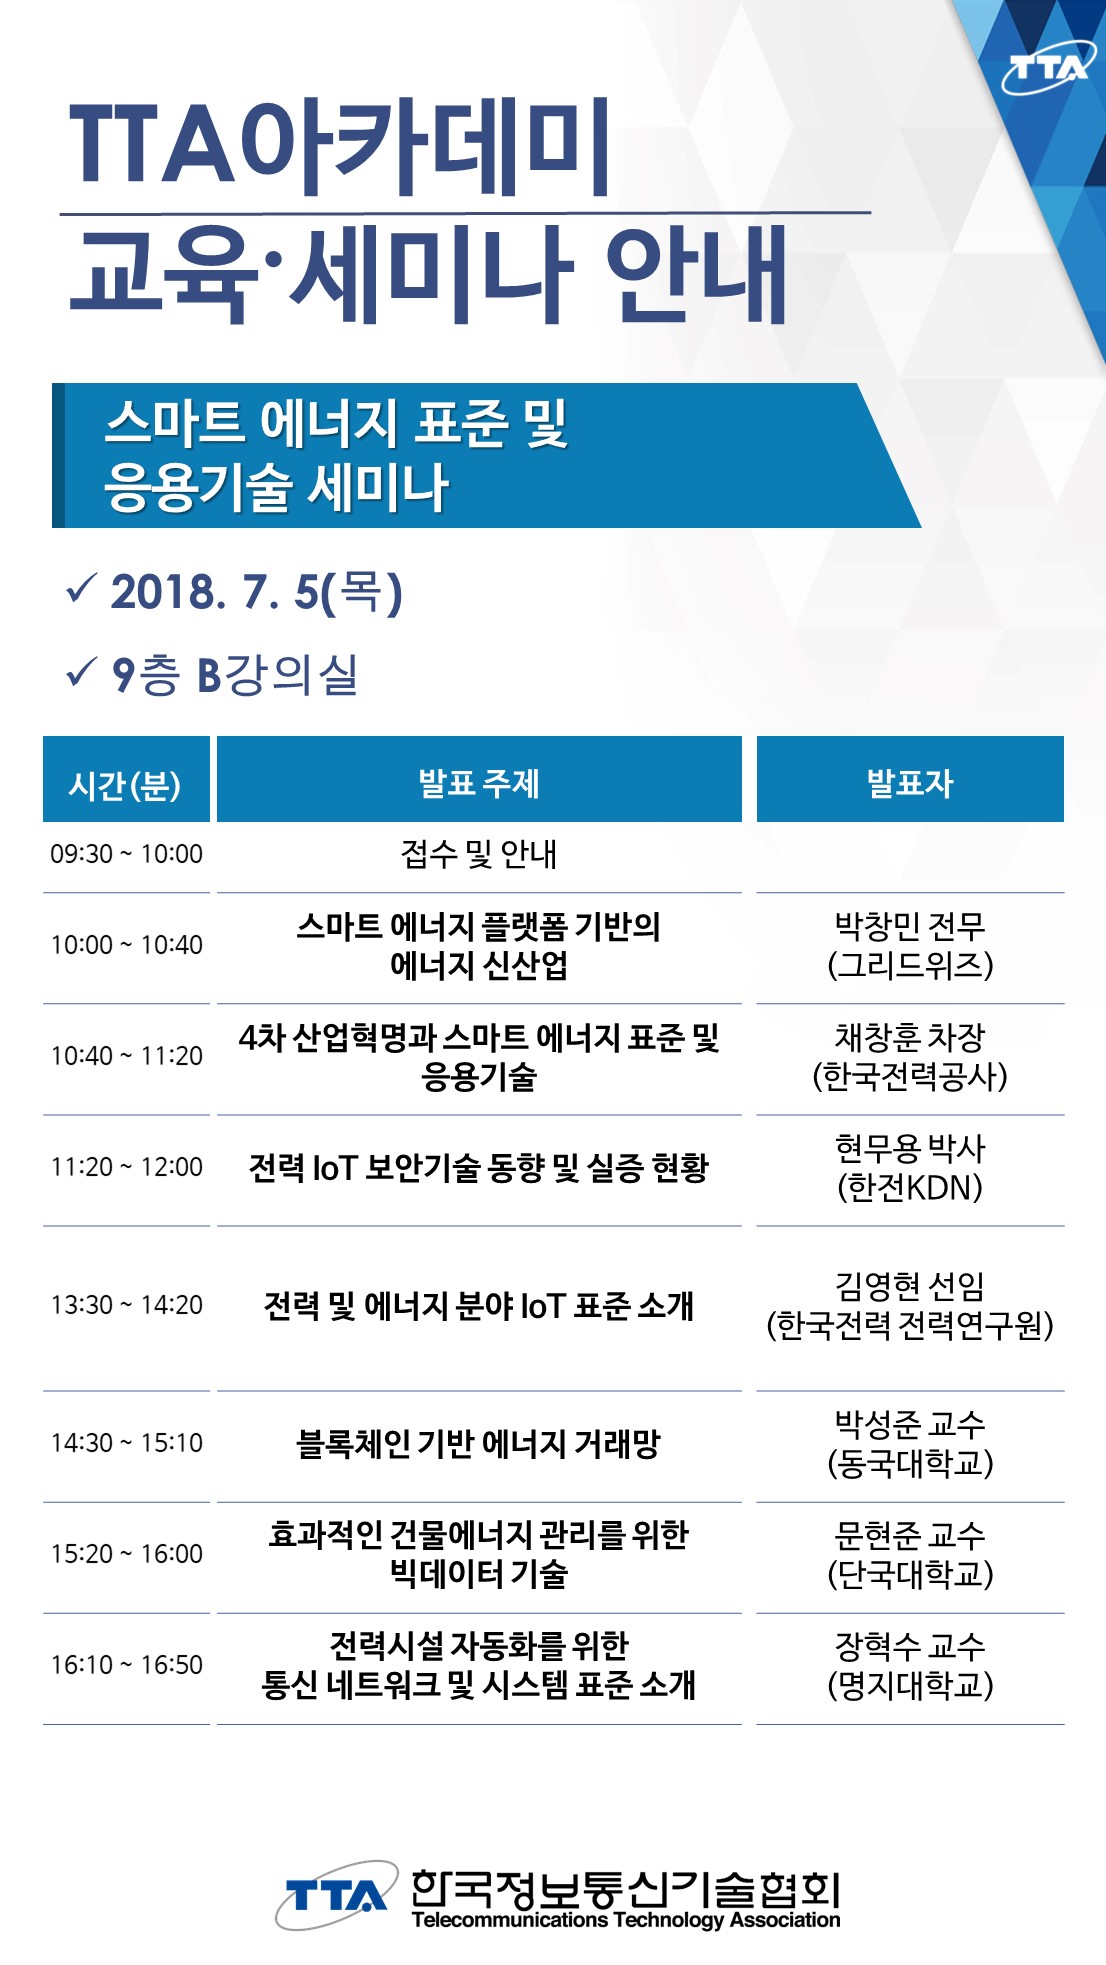 TTA
TTA아카데미
교육·세미나 안내
스마트 에너지 표준 및
응용기술 세미나
✓ 2018. 7. 5(목)
✓ 9층 B강의실
시간(분) 발표 주제 발표자
09:30 ~ 10:00 접수 및 안내
10:00 ~ 10:40
스마트 에너지 플랫폼 기반의
에너지 신산업
박창민 전무
(그리드위즈)
10:40 ~ 11:20
4차 산업혁명과 스마트 에너지 표준 및
응용기술
채창훈 차장
(한국전력공사)
11:20 ~ 12:00
전력 IoT 보안기술 동향 및 실증 현황
현무용 박사
(한전KDN)
13:30 ~ 14:20
전력 및 에너지 분야 IoT 표준 소개
김영현 선임
(한국전력 전력연구원)
14:30 ~ 15:10
블록체인 기반 에너지 거래망
박성준 교수
(동국대학교)
15:20 ~ 16:00
효과적인 건물에너지 관리를 위한
빅데이터 기술
문현준 교수
(단국대학교)
16:10 ~ 16:50
전력시설 자동화를 위한
통신 네트워크 및 시스템 표준 소개
장혁수 교수
(명지대학교)
TTA 한국정보통신기술협회
Telecommunications Technology Association